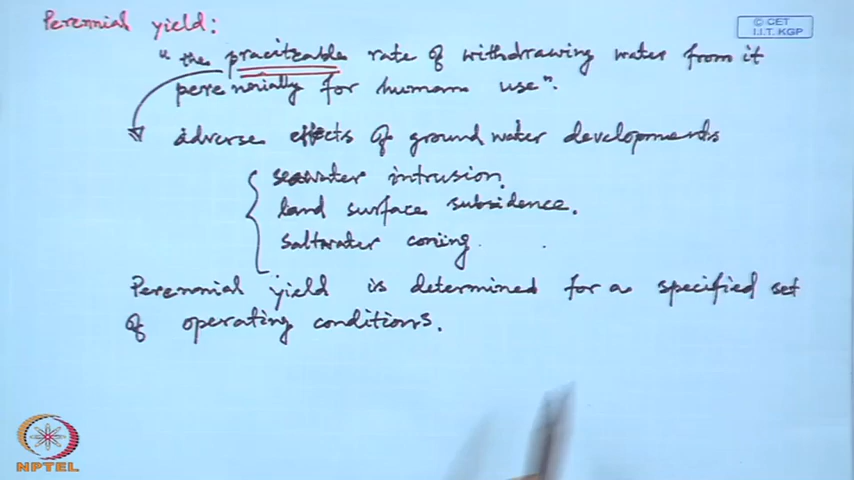 Perennial yield:
© CET
I.I.T. KGP
"the pracitzable rate of withdrawing water from it
perennially for humans use".
adverse effects of ground water developments
seawater intrusion.
land surface subsidence.
saltwater coning.
Perennial yield is determined for a specified set
of operating conditions.
NPTEL